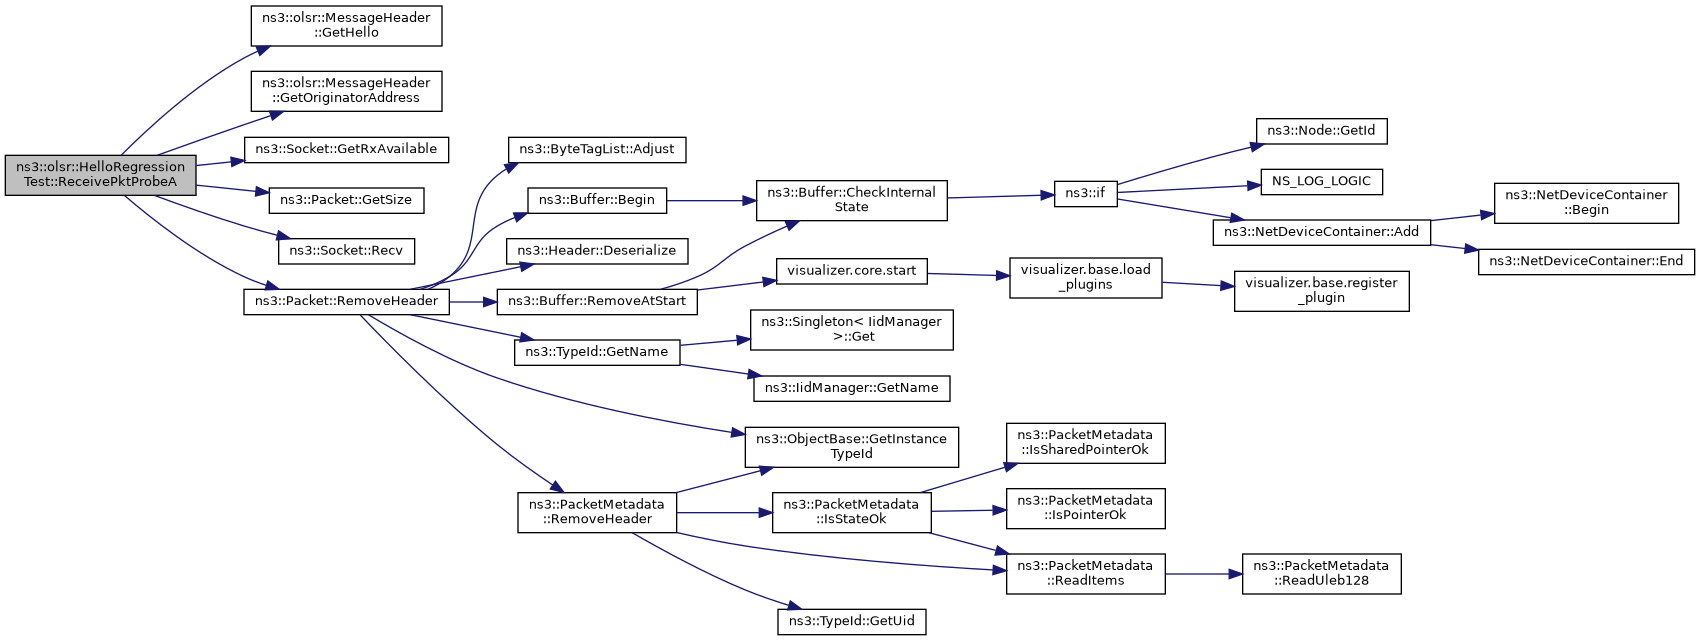 ns3::olsr::HelloRegression
Test::ReceivePktProbeA
ns3::olsr::MessageHeader
::GetHello
ns3::olsr::MessageHeader
::GetOriginatorAddress
ns3::Socket::GetRxAvailable
ns3::Packet::GetSize
ns3::Socket::Recv
ns3::Packet::RemoveHeader
ns3::ByteTagList::Adjust
ns3::Buffer::Begin
ns3::Header::Deserialize
ns3::Buffer::RemoveAtStart
ns3::TypeId::GetName
ns3::PacketMetadata
::RemoveHeader
ns3::Buffer::CheckInternal
State
visualizer.core.start
ns3::Singleton< IidManager
>::Get
ns3::IidManager::GetName
ns3::ObjectBase::GetInstance
TypeId
ns3::PacketMetadata
::IsStateOk
ns3::TypeId::GetUid
ns3::if
visualizer.base.load
_plugins
ns3::PacketMetadata
::IsSharedPointerOk
ns3::PacketMetadata
::IsPointerOk
ns3::PacketMetadata
::ReadItems
ns3::Node::GetId
NS_LOG_LOGIC
ns3::NetDeviceContainer::Add
visualizer.base.register
_plugin
ns3::PacketMetadata
::ReadUleb128
ns3::NetDeviceContainer
::Begin
ns3::NetDeviceContainer::End